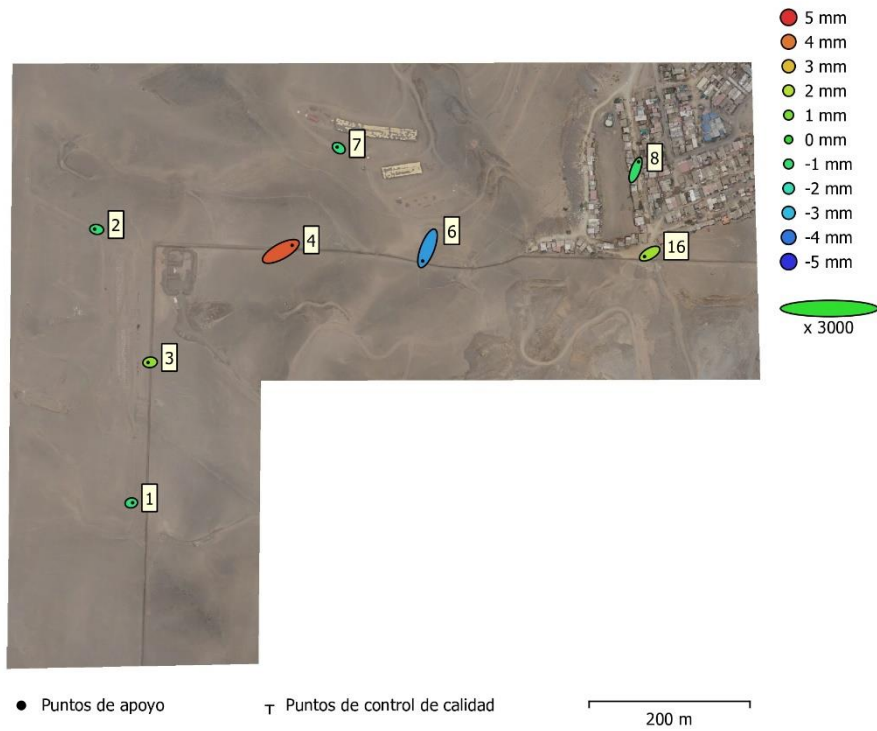 5 mm
4 mm
3 mm
2 mm
1 mm
0 mm
-1 mm
-2 mm
-3 mm
-4 mm
-5 mm
x 3000
7
8
2
4
6
16
3
1
Puntos de apoyo
Puntos de control de calidad
200 m